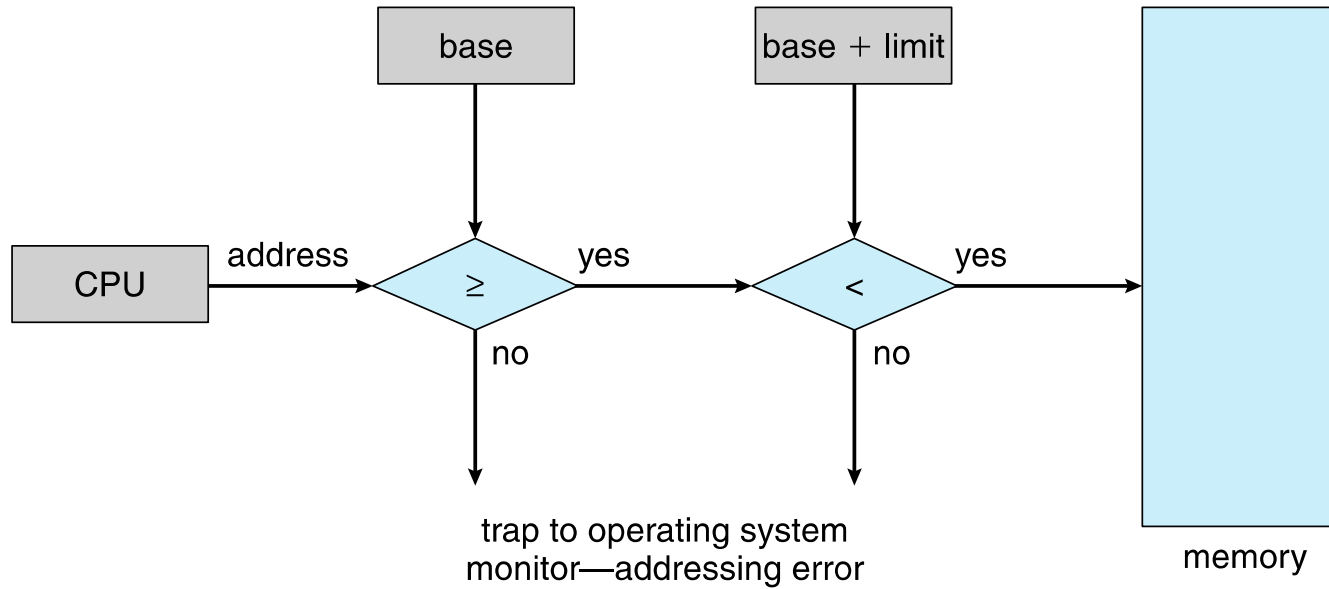 base
base + limit
CPU
address
≥
yes
<
yes
no
no
trap to operating system
monitor—addressing error
memory